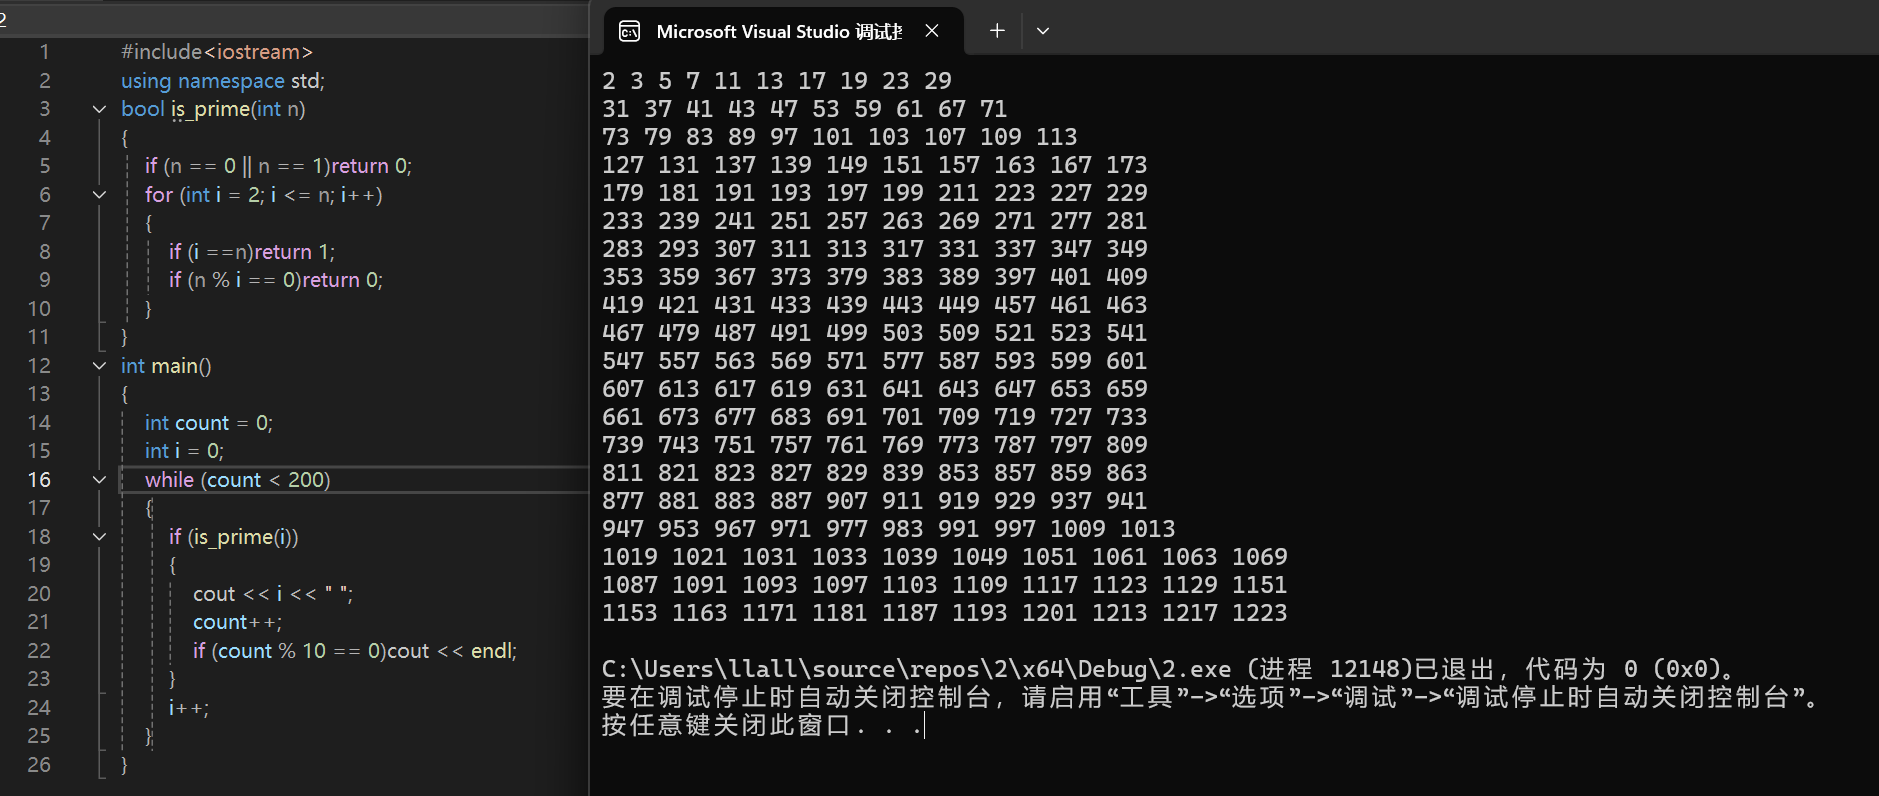 2
1 #include<iostream>
2 using namespace std;
3 bool is_prime(int n)
4 {
5 if (n == 0 || n == 1)return 0;
6 for (int i = 2; i <= n; i++)
7 {
8 if (i ==n)return 1;
9 if (n % i == 0)return 0;
10 }
11 }
12 int main()
13 {
14 int count = 0;
15 int i = 0;
16 while (count < 200)
17 {
18 if (is_prime(i))
19 {
20 cout << i << " ";
21 count++;
22 if (count % 10 == 0)cout << endl;
23 }
24 i++;
25 }
26 }
Microsoft Visual Studio 调试控
2 3 5 7 11 13 17 19 23 29
31 37 41 43 47 53 59 61 67 71
73 79 83 89 97 101 103 107 109 113
127 131 137 139 149 151 157 163 167 173
179 181 191 193 197 199 211 223 227 229
233 239 241 251 257 263 269 271 277 281
283 293 307 311 313 317 331 337 347 349
353 359 367 373 379 383 389 397 401 409
419 421 431 433 439 443 449 457 461 463
467 479 487 491 499 503 509 521 523 541
547 557 563 569 571 577 587 593 599 601
607 613 617 619 631 641 643 647 653 659
661 673 677 683 691 701 709 719 727 733
739 743 751 757 761 769 773 787 797 809
811 821 823 827 829 839 853 857 859 863
877 881 883 887 907 911 919 929 937 941
947 953 967 971 977 983 991 997 1009 1013
1019 1021 1031 1033 1039 1049 1051 1061 1063 1069
1087 1091 1093 1097 1103 1109 1117 1123 1129 1151
1153 1163 1171 1181 1187 1193 1201 1213 1217 1223
C:\Users\llall\source\repos\2\x64\Debug\2.exe (进程 12148)已退出，代码为 0 (0x0)。
要在调试停止时自动关闭控制台，请启用“工具”->“选项”->“调试”->“调试停止时自动关闭控制台”。
按任意键关闭此窗口. . .